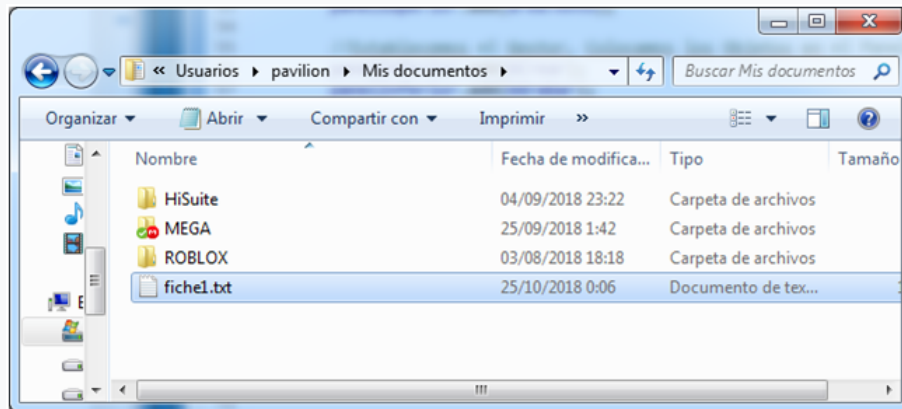 « Usuarios ▸ pavilion ▸ Mis documentos ▸
Buscar Mis documentos
Organizar Abrir Compartir con Imprimir »
Nombre Fecha de modifica... Tipo Tamaño
HiSuite 04/09/2018 23:22 Carpeta de archivos
MEGA 25/09/2018 1:42 Carpeta de archivos
ROBLOX 03/08/2018 18:18 Carpeta de archivos
fiche1.txt 25/10/2018 0:06 Documento de tex...